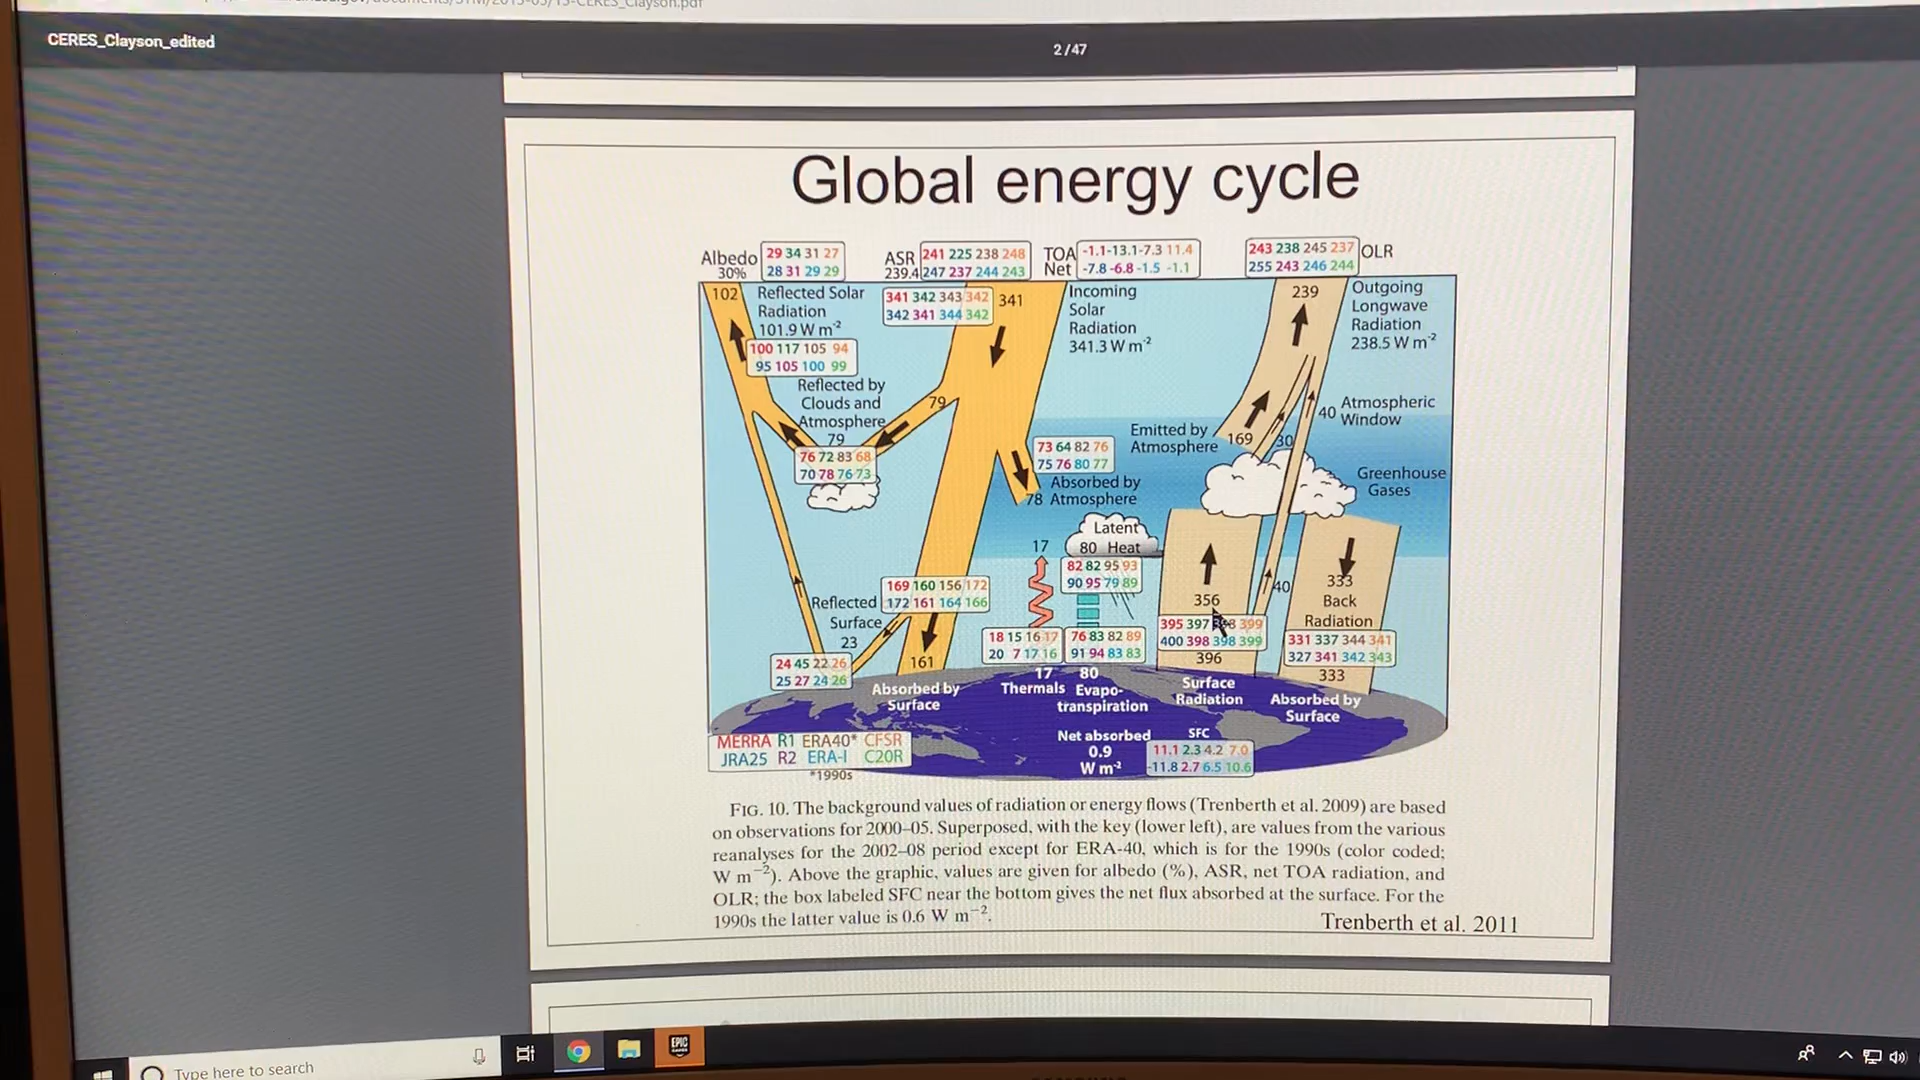 CERES_Clayson.pdf
CERES_Clayson_edited
2 / 47
Global energy cycle
Albedo
30%
29 34 31 27
28 31 29 29
ASR
239.4
241 225 238 248
247 237 244 243
TOA
Net
-1.1 -13.1 -7.3 11.4
-7.8 -6.8 -1.5 -1.1
243 238 245 237
255 243 246 244
OLR
102
Reflected Solar
Radiation
101.9 W m-2
100 117 105 94
95 105 100 99
341 342 343 342
342 341 344 342
341
Incoming
Solar
Radiation
341.3 W m-2
239
Outgoing
Longwave
Radiation
238.5 W m-2
Reflected by
Clouds and
Atmosphere
79
76 72 83 68
70 78 76 73
79
73 64 82 76
75 76 80 77
Absorbed by
78 Atmosphere
Emitted by
Atmosphere
169
30
40
Atmospheric
Window
Greenhouse
Gases
Latent
80 Heat
82 82 95 93
90 95 79 89
17
169 160 156 172
172 161 164 166
Reflected
Surface
23
24 45 22 26
25 27 24 26
161
Absorbed by
Surface
18 15 16 17
20 7 17 16
17
Thermals
76 83 82 89
91 94 83 83
80
Evapo-
transpiration
356
395 397 399
400 398 398 399
396
Surface
Radiation
40
333
Back
Radiation
331 337 344 341
327 341 342 343
333
Absorbed by
Surface
MERRA R1 ERA40* CFSR
JRA25 R2 ERA-I C20R
*1990s
Net absorbed
0.9
W m-2
SFC
11.1 2.3 4.2 7.0
-11.8 2.7 6.5 10.6
FIG. 10. The background values of radiation or energy flows (Trenberth et al. 2009) are based
on observations for 2000–05. Superposed, with the key (lower left), are values from the various
reanalyses for the 2002–08 period except for ERA-40, which is for the 1990s (color coded;
W m−2). Above the graphic, values are given for albedo (%), ASR, net TOA radiation, and
OLR; the box labeled SFC near the bottom gives the net flux absorbed at the surface. For the
1990s the latter value is 0.6 W m−2.
Trenberth et al. 2011
Type here to search
EPIC
GAMES